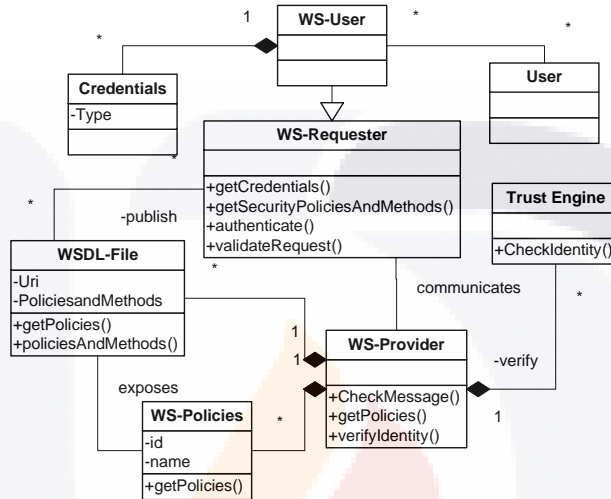 WS-User
1
*
*
*
Credentials
-Type
User
WS-Requester
+getCredentials()
+getSecurityPoliciesAndMethods()
+authenticate()
+validateRequest()
*
*
-publish
Trust Engine
+CheckIdentity()
WSDL-File
-Uri
-PoliciesandMethods
+getPolicies()
+policiesAndMethods()
*
communicates
*
1
1
WS-Provider
+CheckMessage()
+getPolicies()
+verifyIdentity()
-verify
1
exposes
*
WS-Policies
-id
-name
+getPolicies()